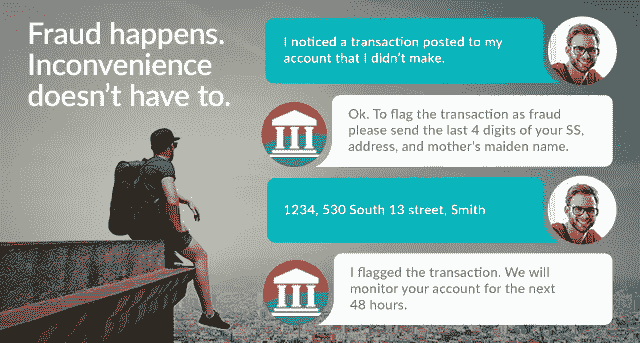 Fraud happens.
Inconvenience
doesn't have to.
I noticed a transaction posted to my
account that I didn't make.
Ok. To flag the transaction as fraud
please send the last 4 digits of your SS,
address, and mother's maiden name.
1234, 530 South 13 street, Smith
I flagged the transaction. We will
monitor your account for the next
48 hours.